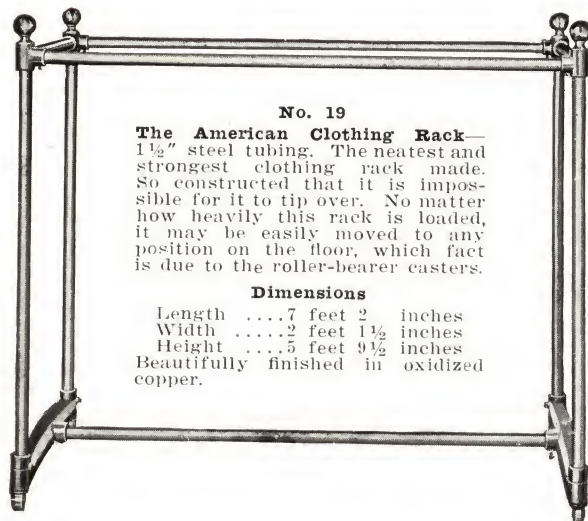 No. 19
The American Clothing Rack—
1½" steel tubing. The neatest and
strongest clothing rack made.
So constructed that it is impos-
sible for it to tip over. No matter
how heavily this rack is loaded,
it may be easily moved to any
position on the floor, which fact
is due to the roller-bearer casters.
Dimensions
Length ....7 feet 2 inches
Width .....2 feet 1½ inches
Height ....5 feet 9½ inches
Beautifully finished in oxidized
copper.